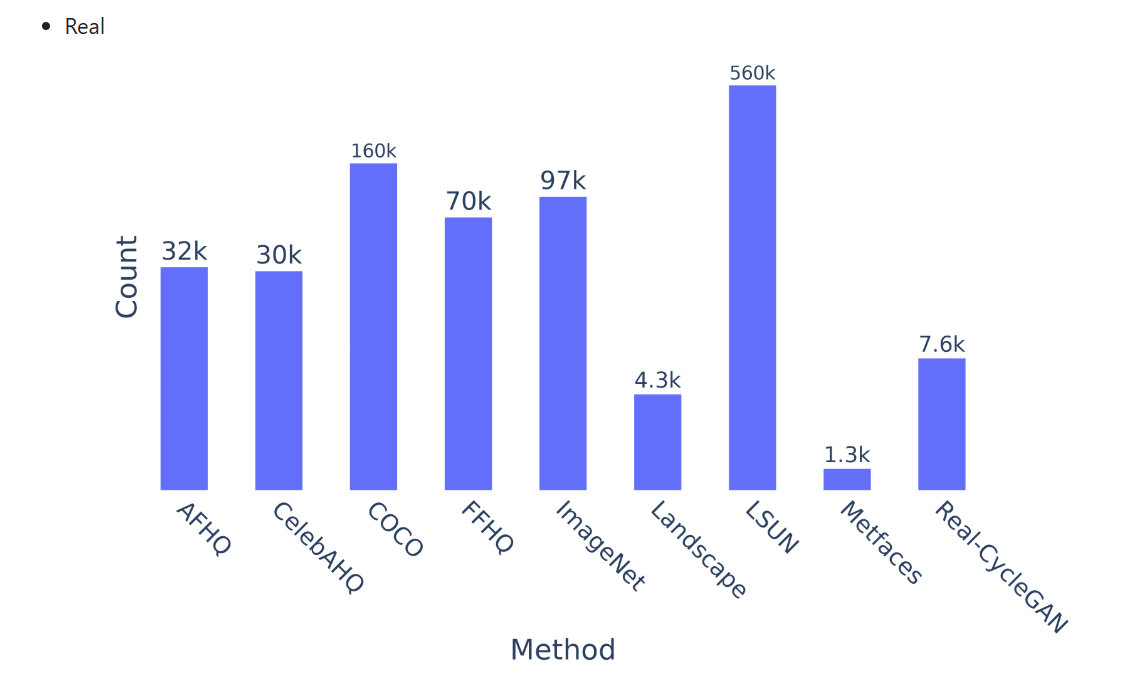 Real
560k
160k
97k
70k
32k
30k
7.6k
4.3k
1.3k
Count
AFHQ
CelebAHQ
COCO
FFHQ
ImageNet
Landscape
LSUN
Metfaces
Real-CycleGAN
Method